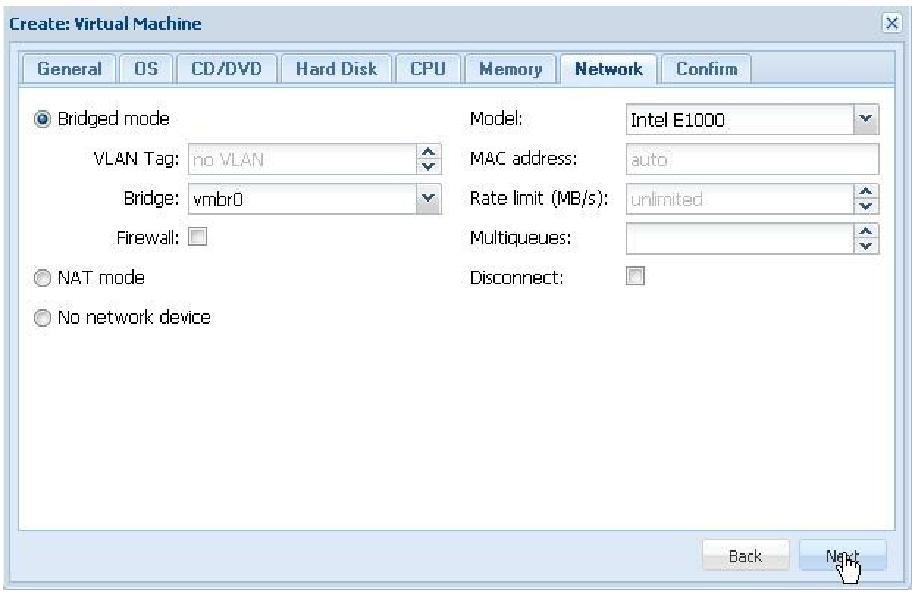 Create: Virtual Machine
General OS CD/DVD Hard Disk CPU Memory Network Confirm
Bridged mode
VLAN Tag: no VLAN
Bridge: vmbr0
Firewall:
NAT mode
No network device
Model: Intel E1000
MAC address: auto
Rate limit (MB/s): unlimited
Multiqueues:
Disconnect:
Back Next